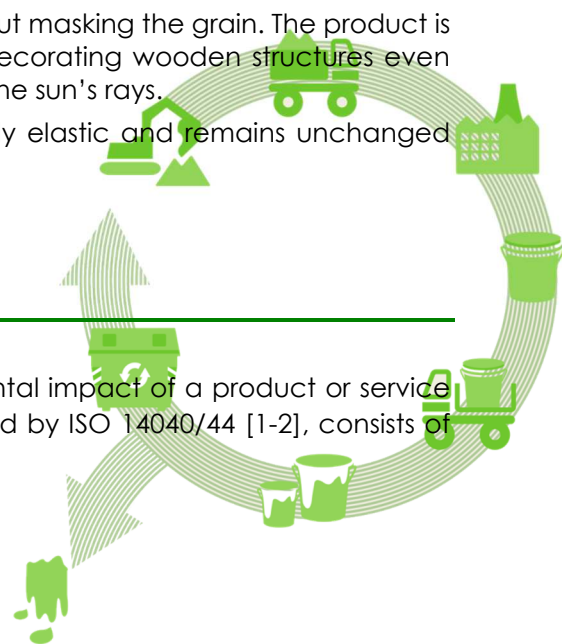 ut masking the grain. The product is
ecorating wooden structures even
ne sun's rays.
y elastic and remains unchanged
ntal impact of a product or service
d by ISO 14040/44 [1-2], consists of